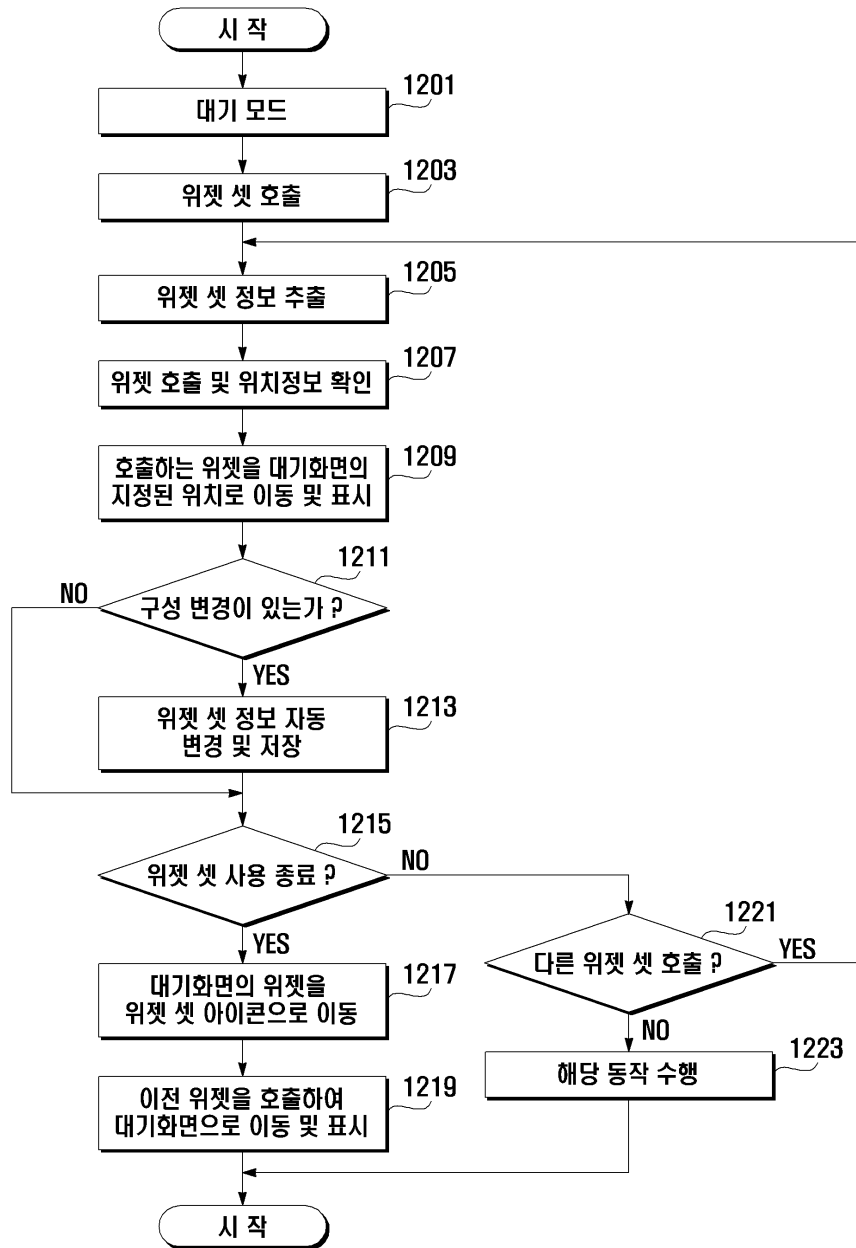 시 작
1201
대기 모드
1203
위젯 셋 호출
1205
위젯 셋 정보 추출
1207
위젯 호출 및 위치정보 확인
1209
호출하는 위젯을 대기화면의
지정된 위치로 이동 및 표시
1211
NO
구성 변경이 있는가 ?
YES
1213
위젯 셋 정보 자동
변경 및 저장
1215
위젯 셋 사용 종료 ?
NO
YES
1221
다른 위젯 셋 호출 ?
YES
NO
1217
대기화면의 위젯을
위젯 셋 아이콘으로 이동
1223
해당 동작 수행
1219
이전 위젯을 호출하여
대기화면으로 이동 및 표시
시 작